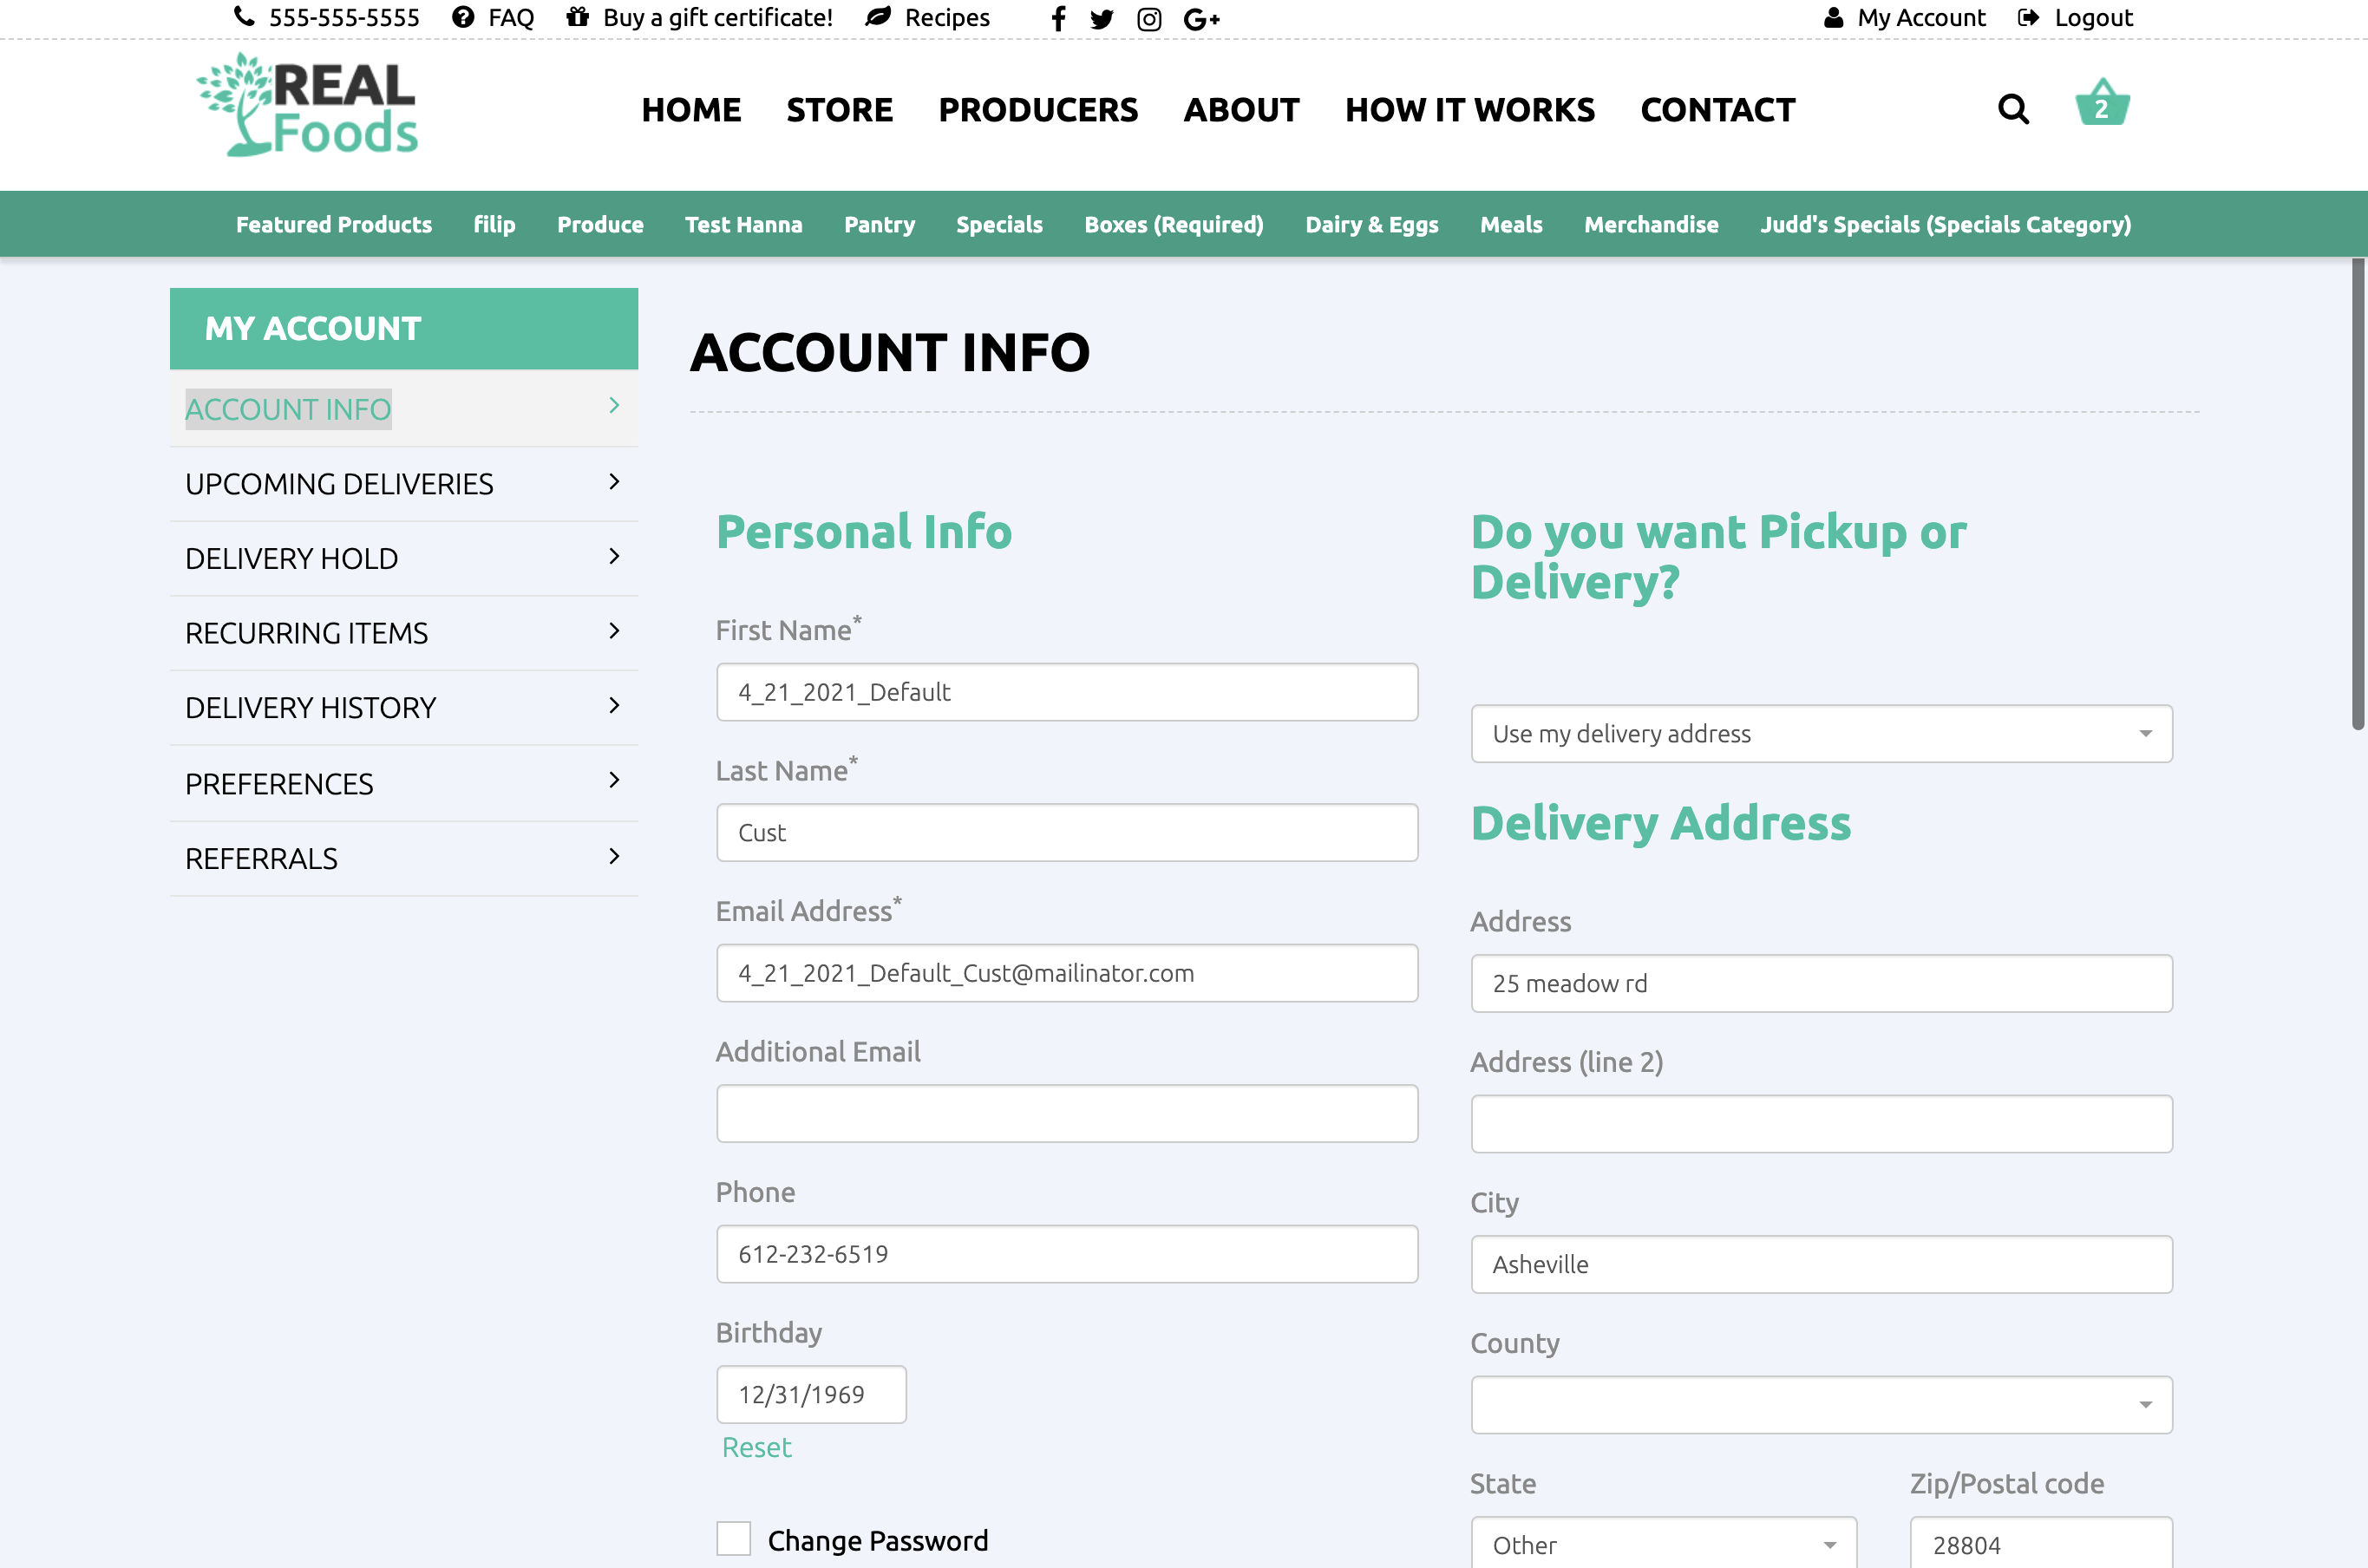 555-555-5555 FAQ Buy a gift certificate! Recipes My Account Logout
REAL
Foods
HOME STORE PRODUCERS ABOUT HOW IT WORKS CONTACT
2
Featured Products filip Produce Test Hanna Pantry Specials Boxes (Required) Dairy & Eggs Meals Merchandise Judd's Specials (Specials Category)
MY ACCOUNT
ACCOUNT INFO
UPCOMING DELIVERIES
DELIVERY HOLD
RECURRING ITEMS
DELIVERY HISTORY
PREFERENCES
REFERRALS
ACCOUNT INFO
Personal Info
First Name*
4_21_2021_Default
Last Name*
Cust
Email Address*
4_21_2021_Default_Cust@mailinator.com
Additional Email
Phone
612-232-6519
Birthday
12/31/1969
Reset
Change Password
Do you want Pickup or
Delivery?
Use my delivery address
Delivery Address
Address
25 meadow rd
Address (line 2)
City
Asheville
County
State Zip/Postal code
Other 28804